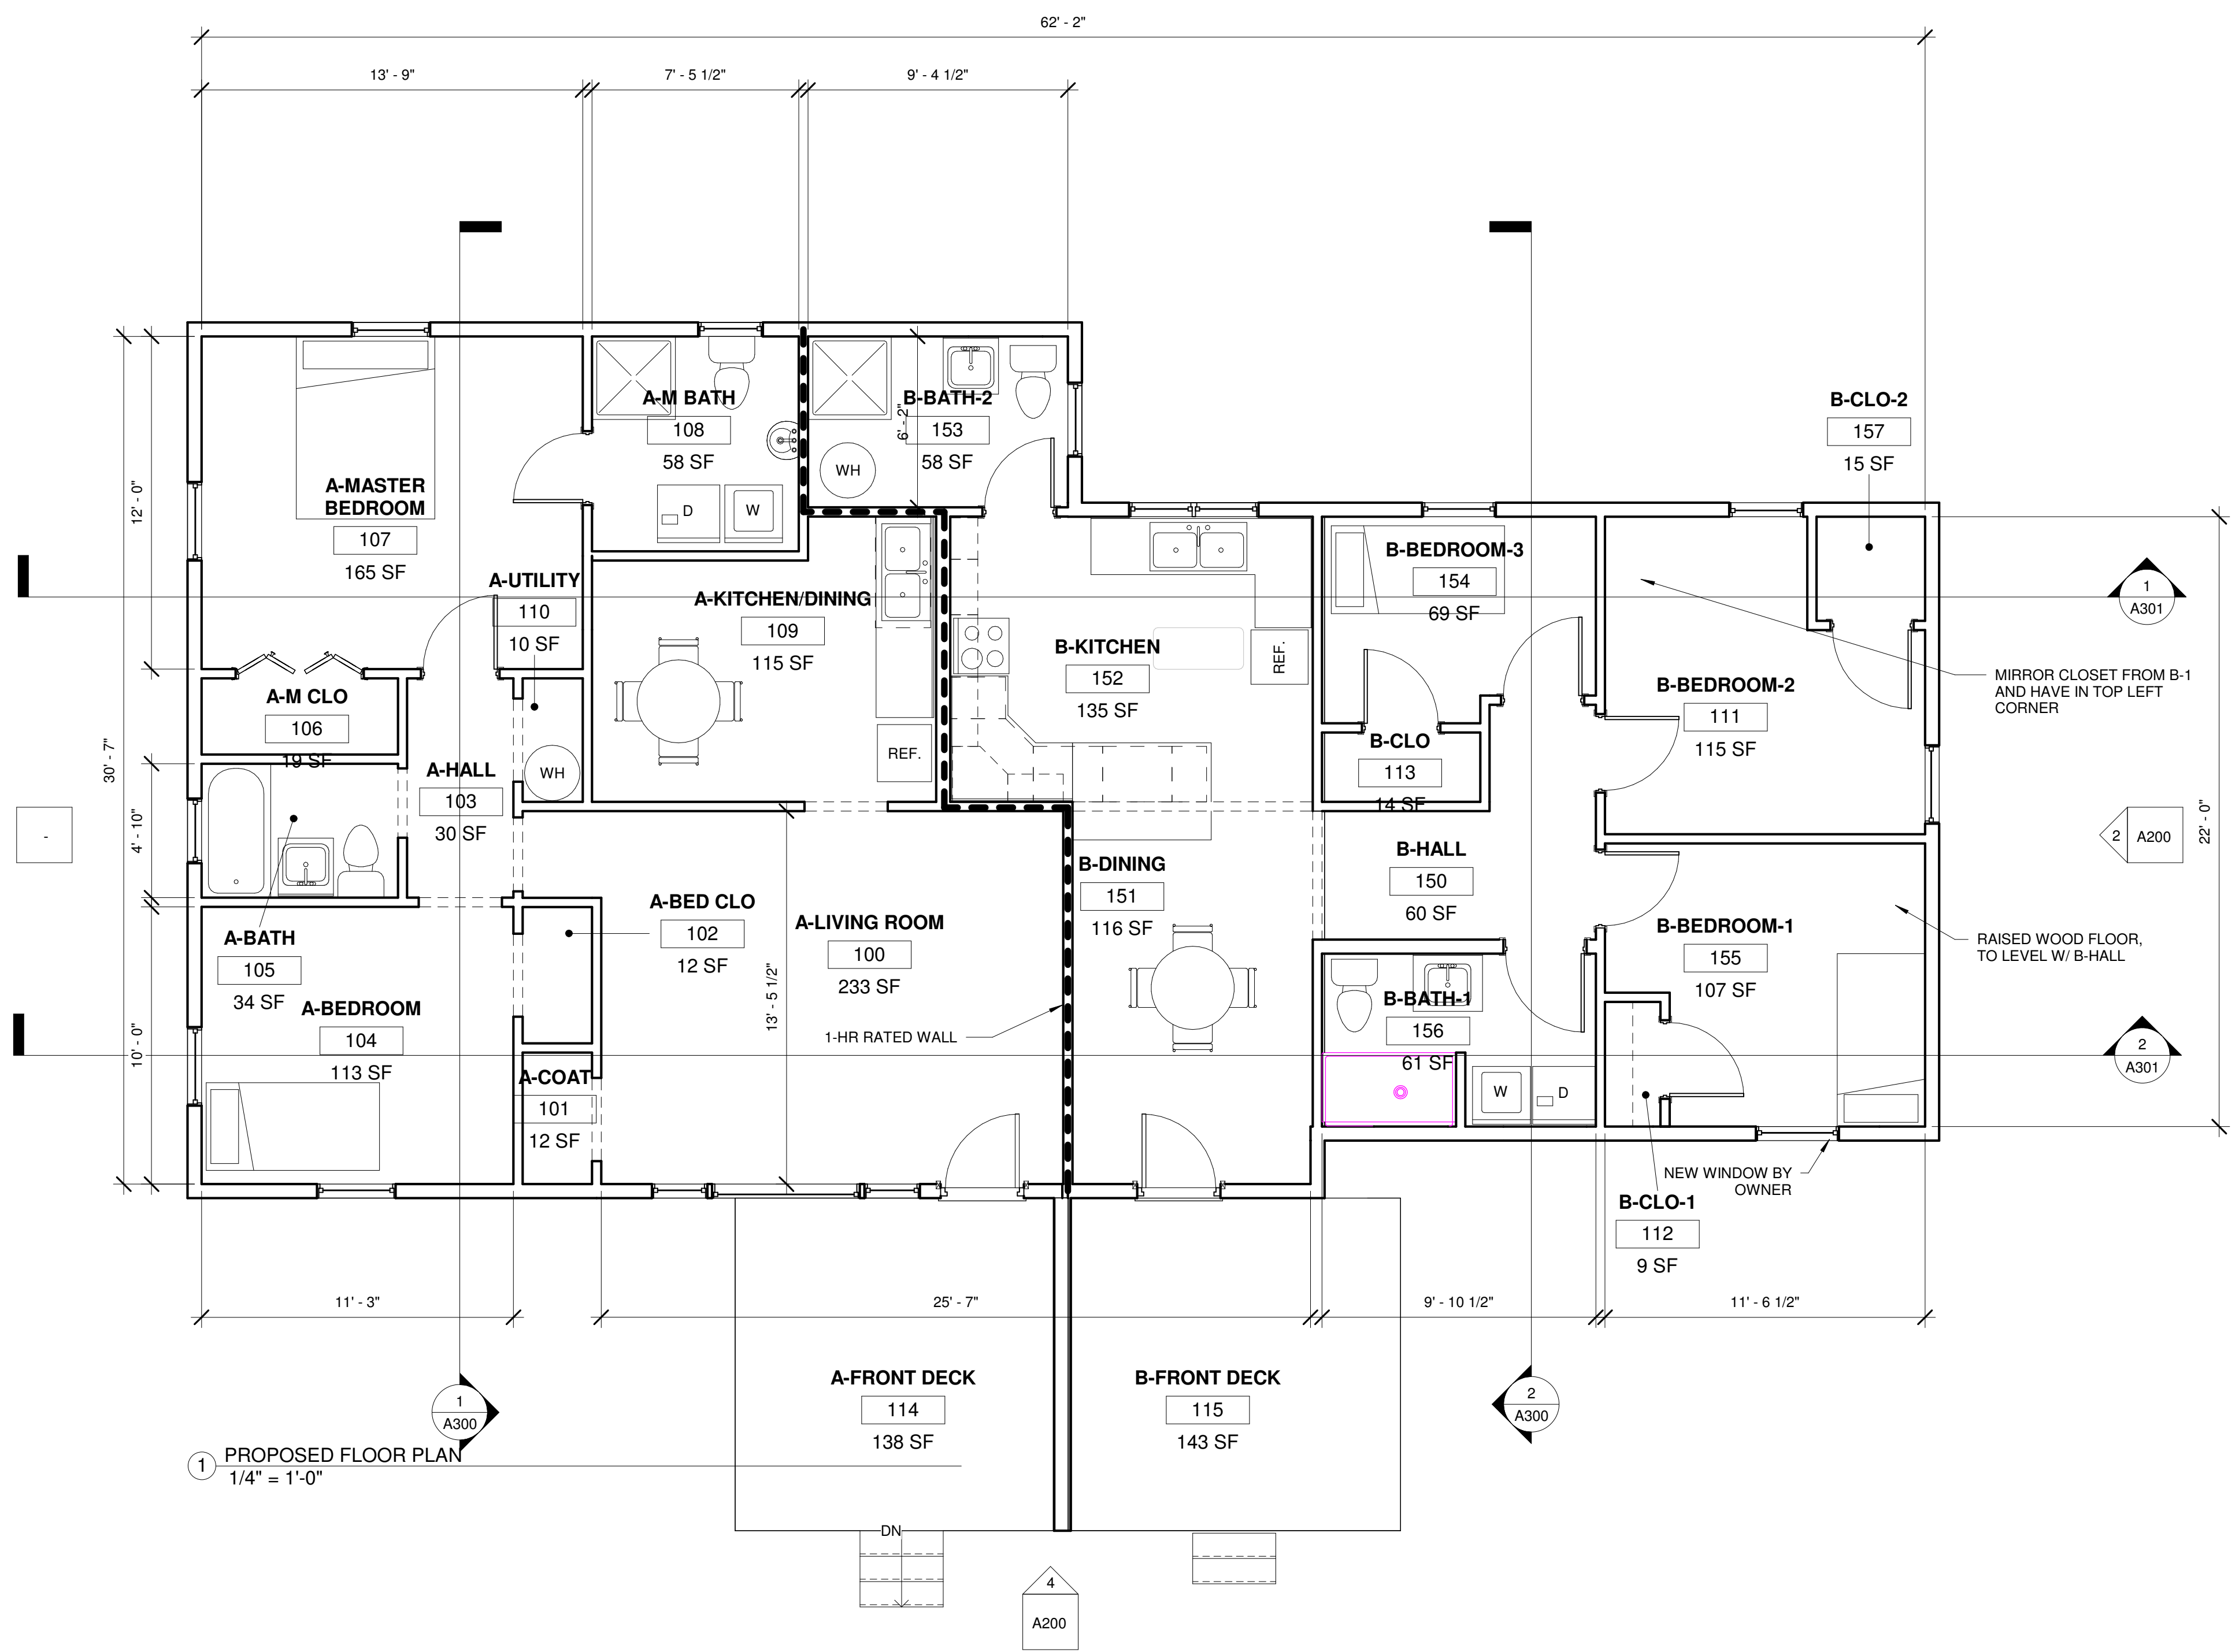 62' - 2"
13' - 9"
7' - 5 1/2"
9' - 4 1/2"
B-CLO-2
157
15 SF
A-M BATH
108
58 SF
B-BATH-2
153
58 SF
6' - 2"
WH
D
W
12' - 0"
A-MASTER
BEDROOM
107
165 SF
A-UTILITY
110
10 SF
A-KITCHEN/DINING
109
115 SF
REF.
B-KITCHEN
152
135 SF
REF.
B-BEDROOM-3
154
69 SF
B-BEDROOM-2
111
115 SF
1
A301
MIRROR CLOSET FROM B-1
AND HAVE IN TOP LEFT
CORNER
30' - 7"
A-M CLO
106
19 SF
A-HALL
103
30 SF
WH
B-CLO
113
14 SF
-
4' - 10"
2
A200
22' - 0"
B-DINING
151
116 SF
B-HALL
150
60 SF
A-BED CLO
102
12 SF
A-LIVING ROOM
100
233 SF
A-BATH
105
34 SF
A-BEDROOM
104
113 SF
10' - 0"
13' - 5 1/2"
1-HR RATED WALL
B-BATH-1
156
61 SF
W
D
B-BEDROOM-1
155
107 SF
RAISED WOOD FLOOR,
TO LEVEL W/ B-HALL
2
A301
A-COAT
101
12 SF
NEW WINDOW BY
OWNER
B-CLO-1
112
9 SF
11' - 3"
25' - 7"
9' - 10 1/2"
11' - 6 1/2"
A-FRONT DECK
114
138 SF
B-FRONT DECK
115
143 SF
1
A300
2
A300
1
PROPOSED FLOOR PLAN
1/4" = 1'-0"
DN
4
A200